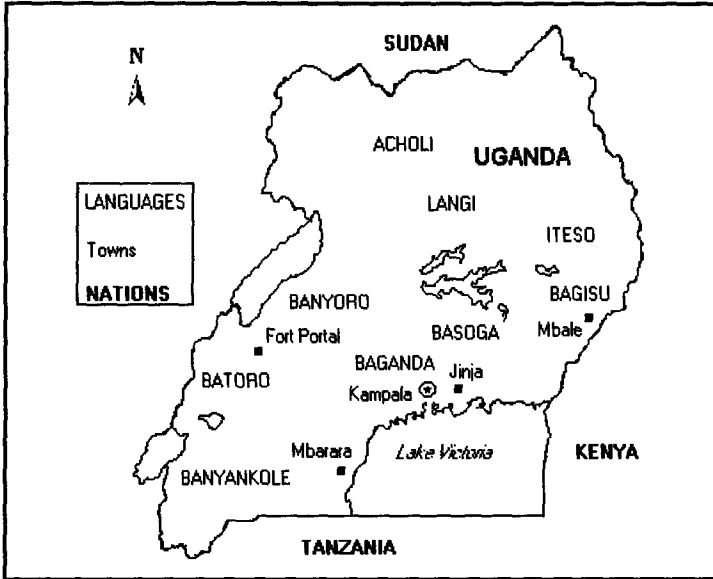 SUDAN
N
ACHOLI
UGANDA
LANGUAGES
Towns
NATIONS
LANGI
ITESO
BANYORO
BAGISU
Mbale
BASOGA
Fort Portal
BAGANDA
Jinja
BATORO
Kampala
Mbarara
Lake Victoria
KENYA
BANYANKOLE
TANZANIA